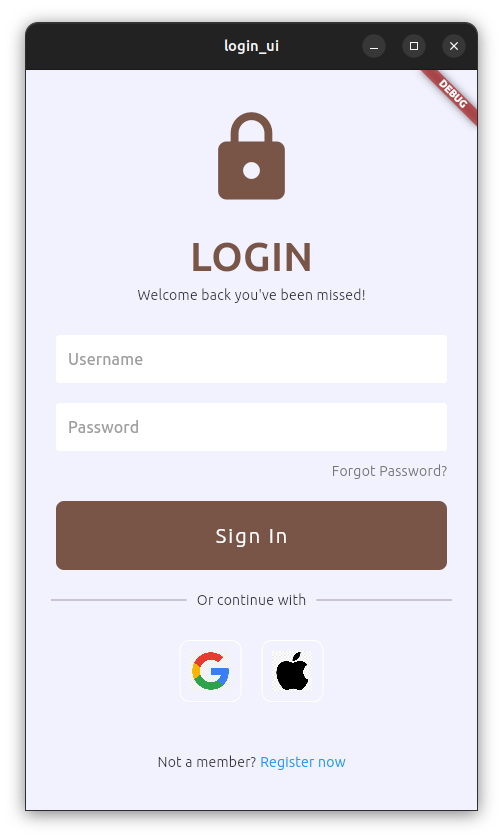 login_ui
DEBUG
LOGIN
Welcome back you've been missed!
Username
Password
Forgot Password?
Sign In
Or continue with
Not a member? Register now